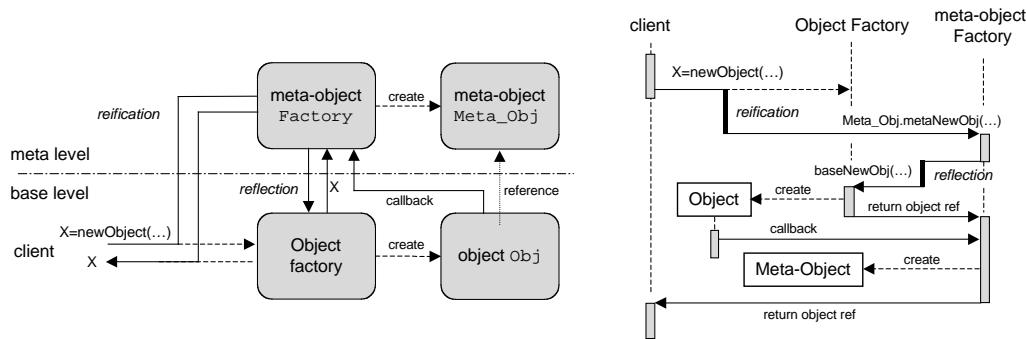 meta-object
Factory
create
meta-object
Meta_Obj
reification
meta level
base level
reflection
X
callback
reference
client
X=newObject(…)
X
Object
factory
create
object Obj
client
Object Factory
meta-object
Factory
X=newObject(…)
reification
Meta_Obj.metaNewObj(…)
baseNewObj(…)
reflection
Object
create
return object ref
callback
Meta-Object
create
return object ref